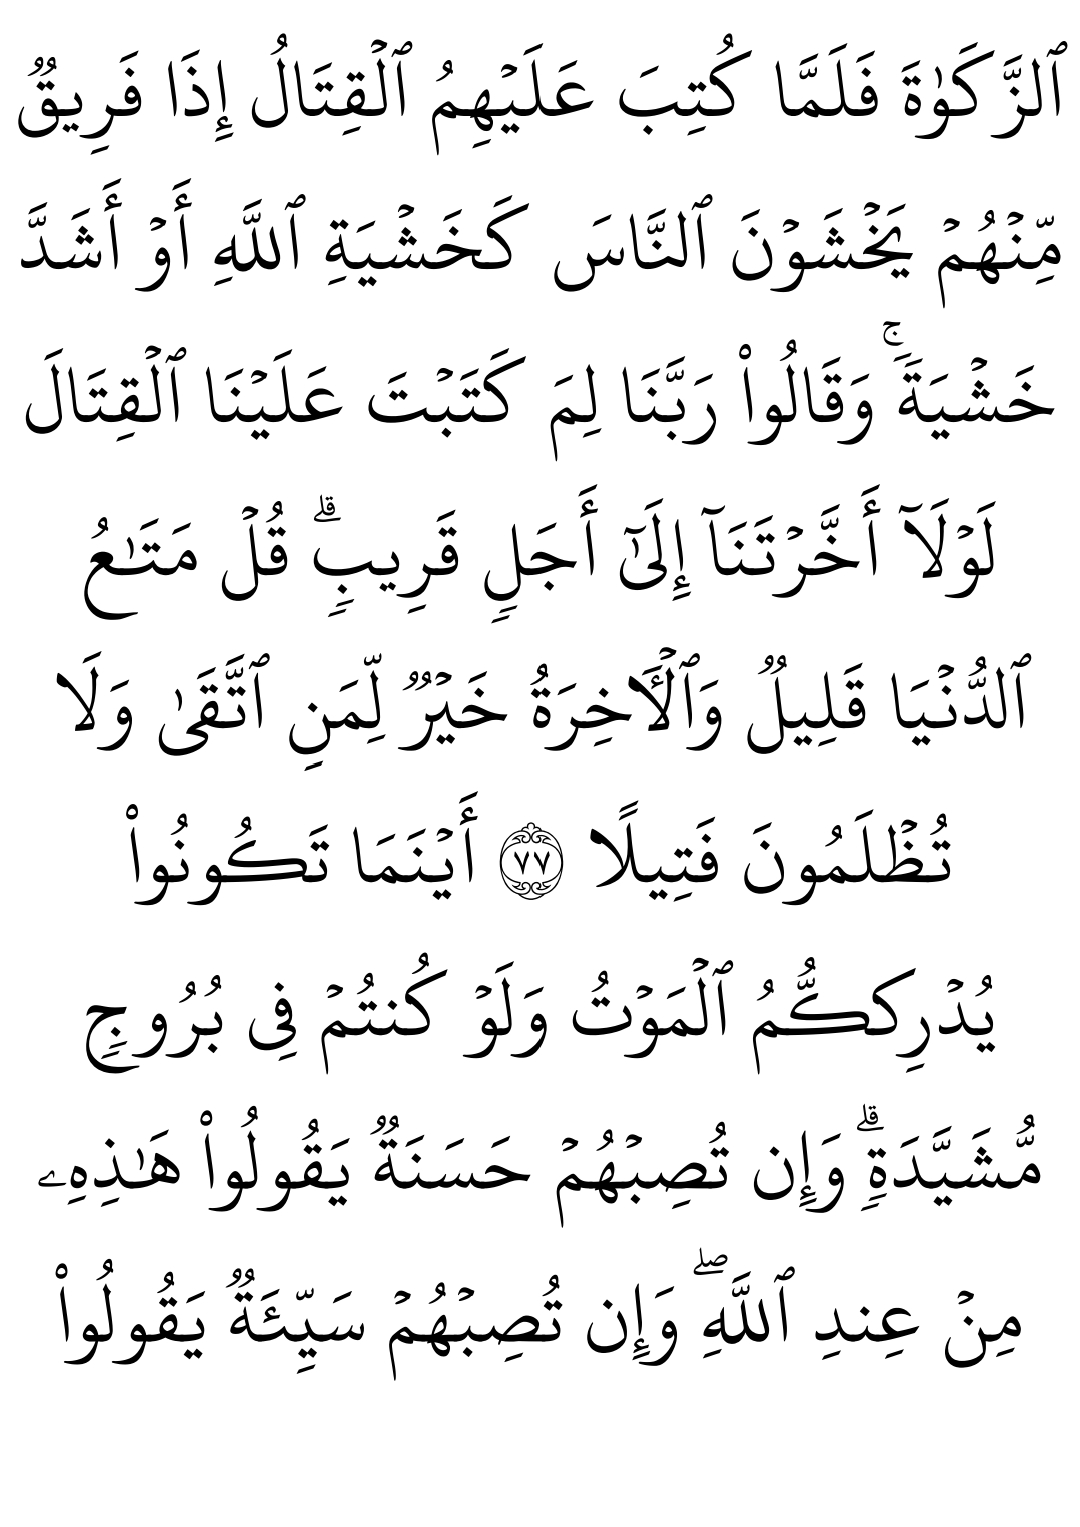 ٱلزَّكَوٰةَ فَلَمَّا كُتِبَ عَلَيۡهِمُ ٱلۡقِتَالُ إِذَا فَرِيقٞ
مِّنۡهُمۡ يَخۡشَوۡنَ ٱلنَّاسَ كَخَشۡيَةِ ٱللَّهِ أَوۡ أَشَدَّ
خَشۡيَةٗۚ وَقَالُواْ رَبَّنَا لِمَ كَتَبۡتَ عَلَيۡنَا ٱلۡقِتَالَ
لَوۡلَآ أَخَّرۡتَنَآ إِلَىٰٓ أَجَلٖ قَرِيبٖۗ قُلۡ مَتَٰعُ
ٱلدُّنۡيَا قَلِيلٞ وَٱلۡأٓخِرَةُ خَيۡرٞ لِّمَنِ ٱتَّقَىٰ وَلَا
تُظۡلَمُونَ فَتِيلًا ٧٧ أَيۡنَمَا تَكُونُواْ
يُدۡرِككُّمُ ٱلۡمَوۡتُ وَلَوۡ كُنتُمۡ فِي بُرُوجٖ
مُّشَيَّدَةٖۗ وَإِن تُصِبۡهُمۡ حَسَنَةٞ يَقُولُواْ هَٰذِهِۦ
مِنۡ عِندِ ٱللَّهِۖ وَإِن تُصِبۡهُمۡ سَيِّئَةٞ يَقُولُواْ